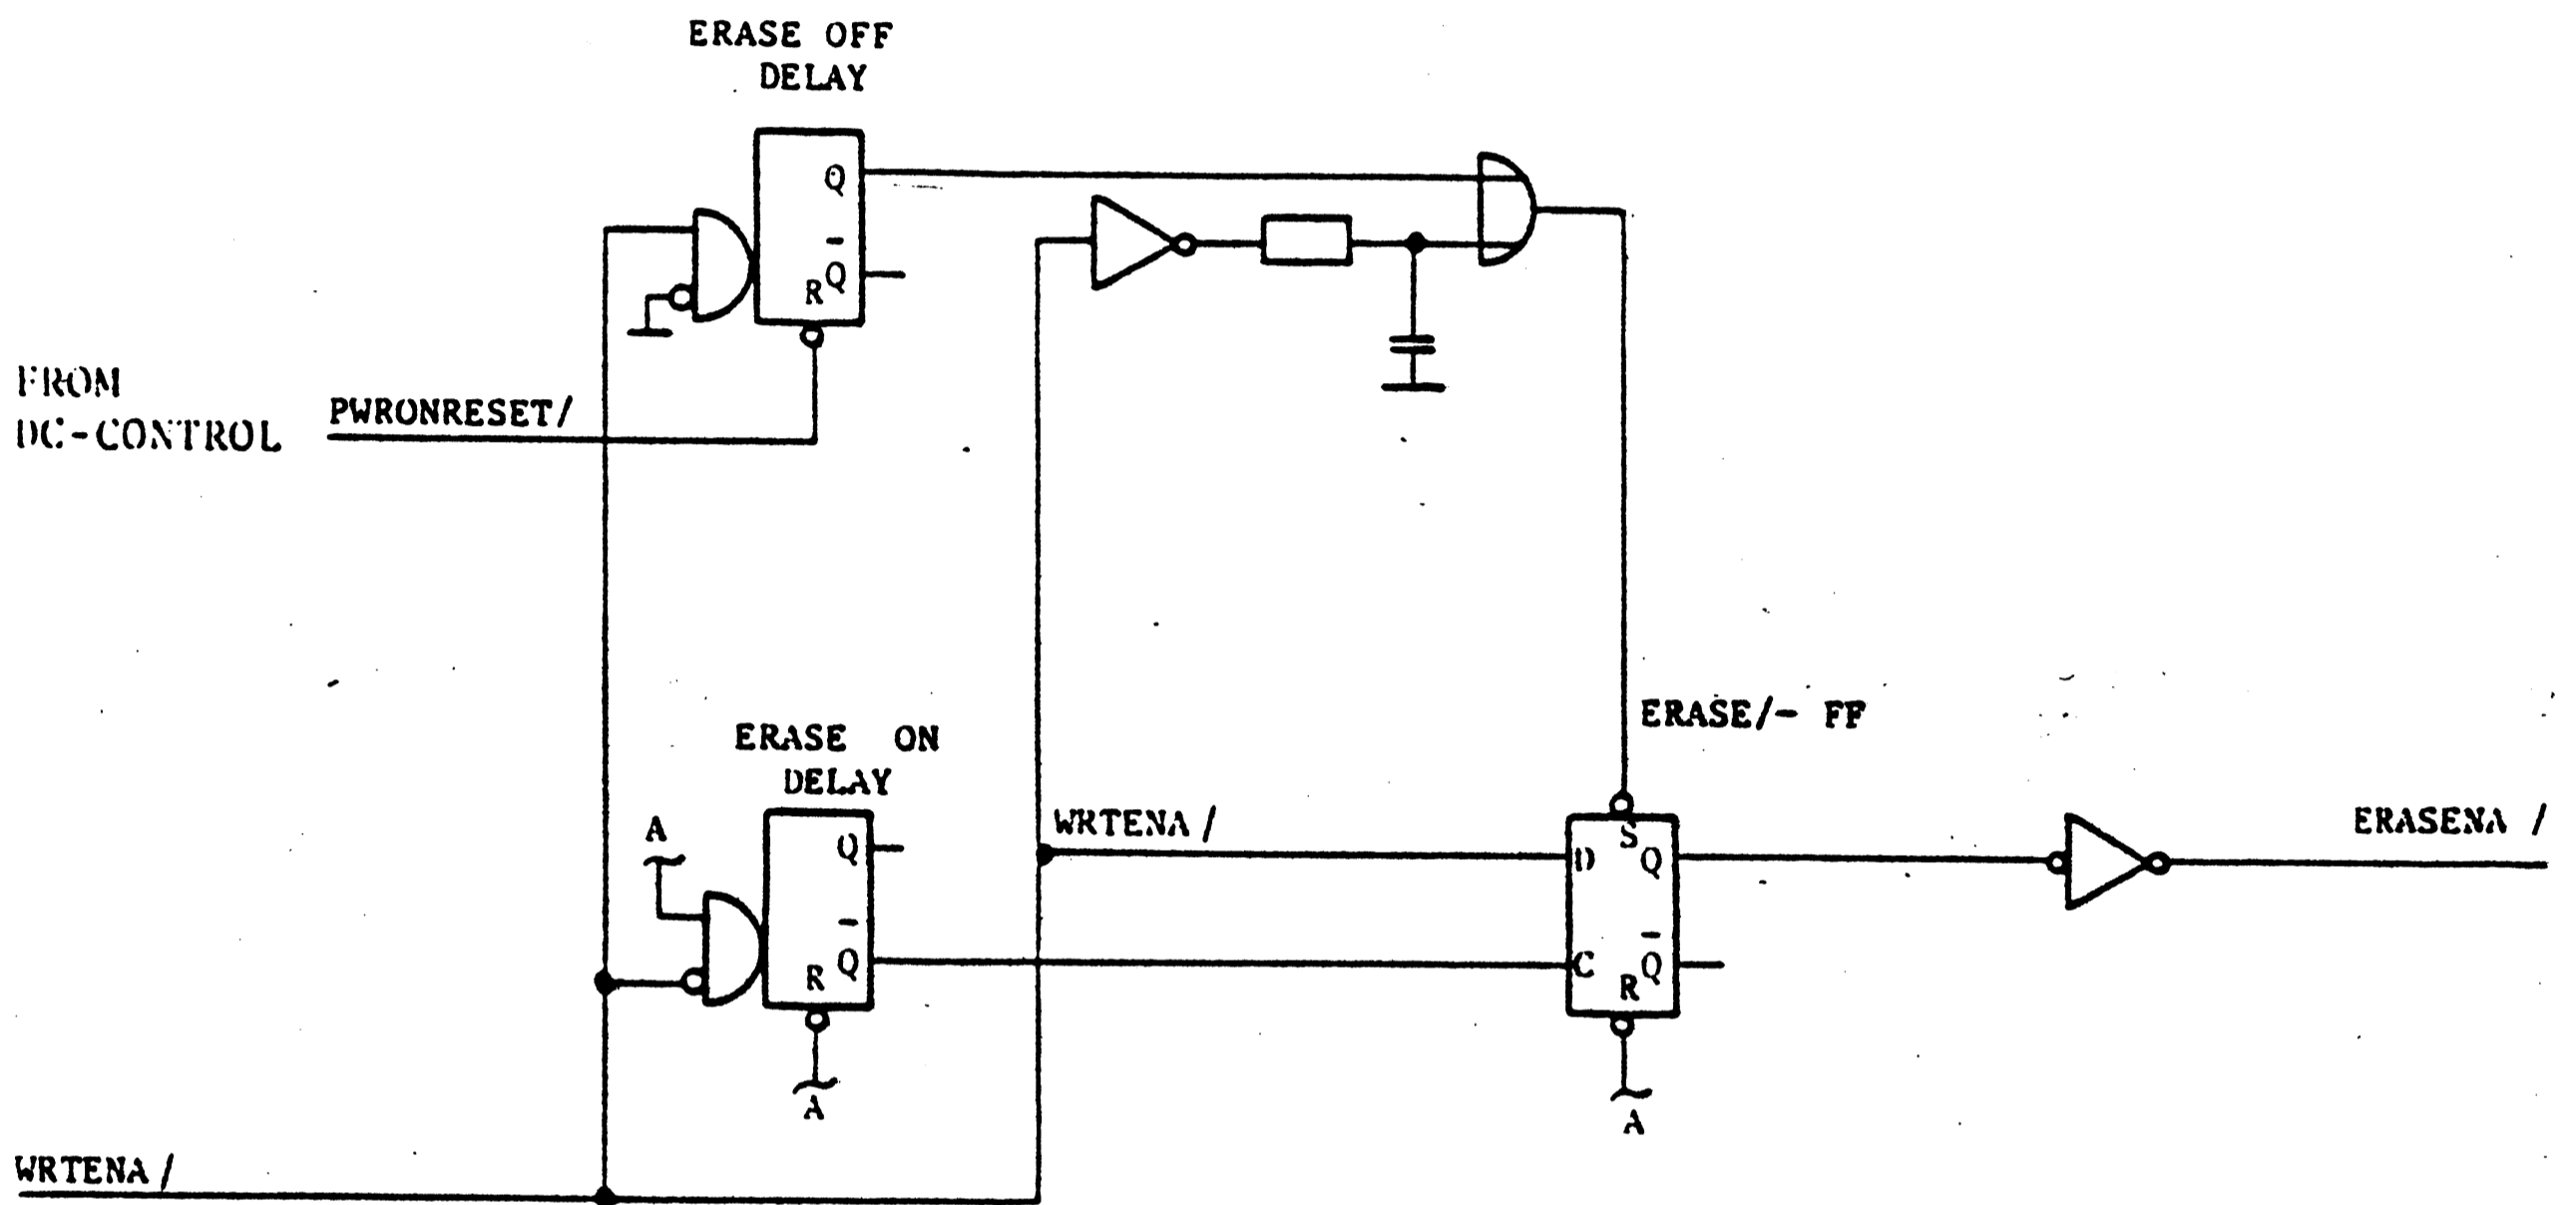 ERASE OFF
DELAY
Q
Q
R
FROM
DC-CONTROL
PWRONRESET/
ERASE/- FF
ERASE ON
DELAY
A
Q
R Q
A
WRTENA/
D S Q
C R Q
A
ERASENA /
WRTENA/